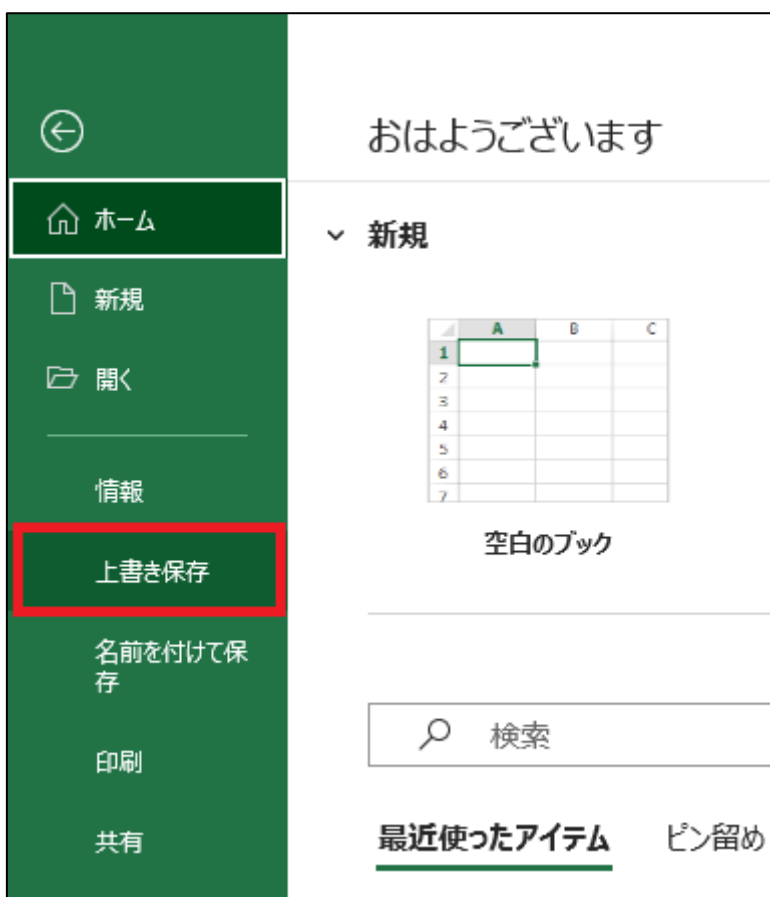 おはようございます
ホーム
新規
開く
情報
上書き保存
名前を付けて保
存
印刷
共有
新規
A B C
1
2
3
4
5
6
7
空白のブック
検索
最近使ったアイテム ピン留め